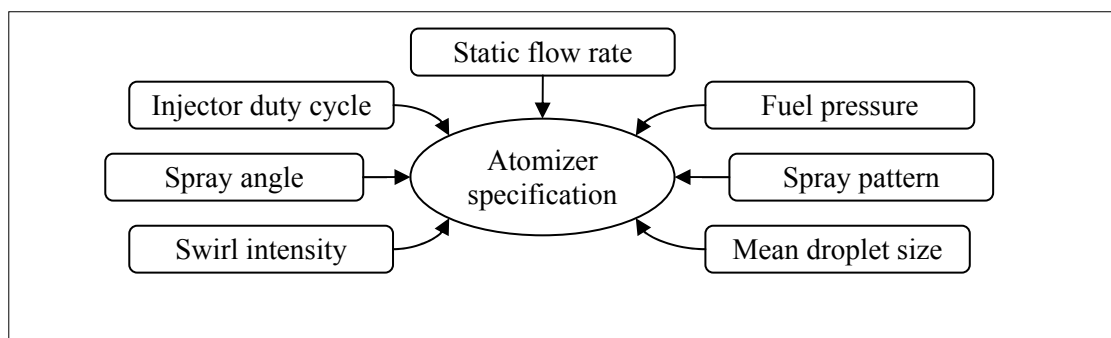 Static flow rate
Injector duty cycle
Fuel pressure
Atomizer
specification
Spray angle
Spray pattern
Swirl intensity
Mean droplet size